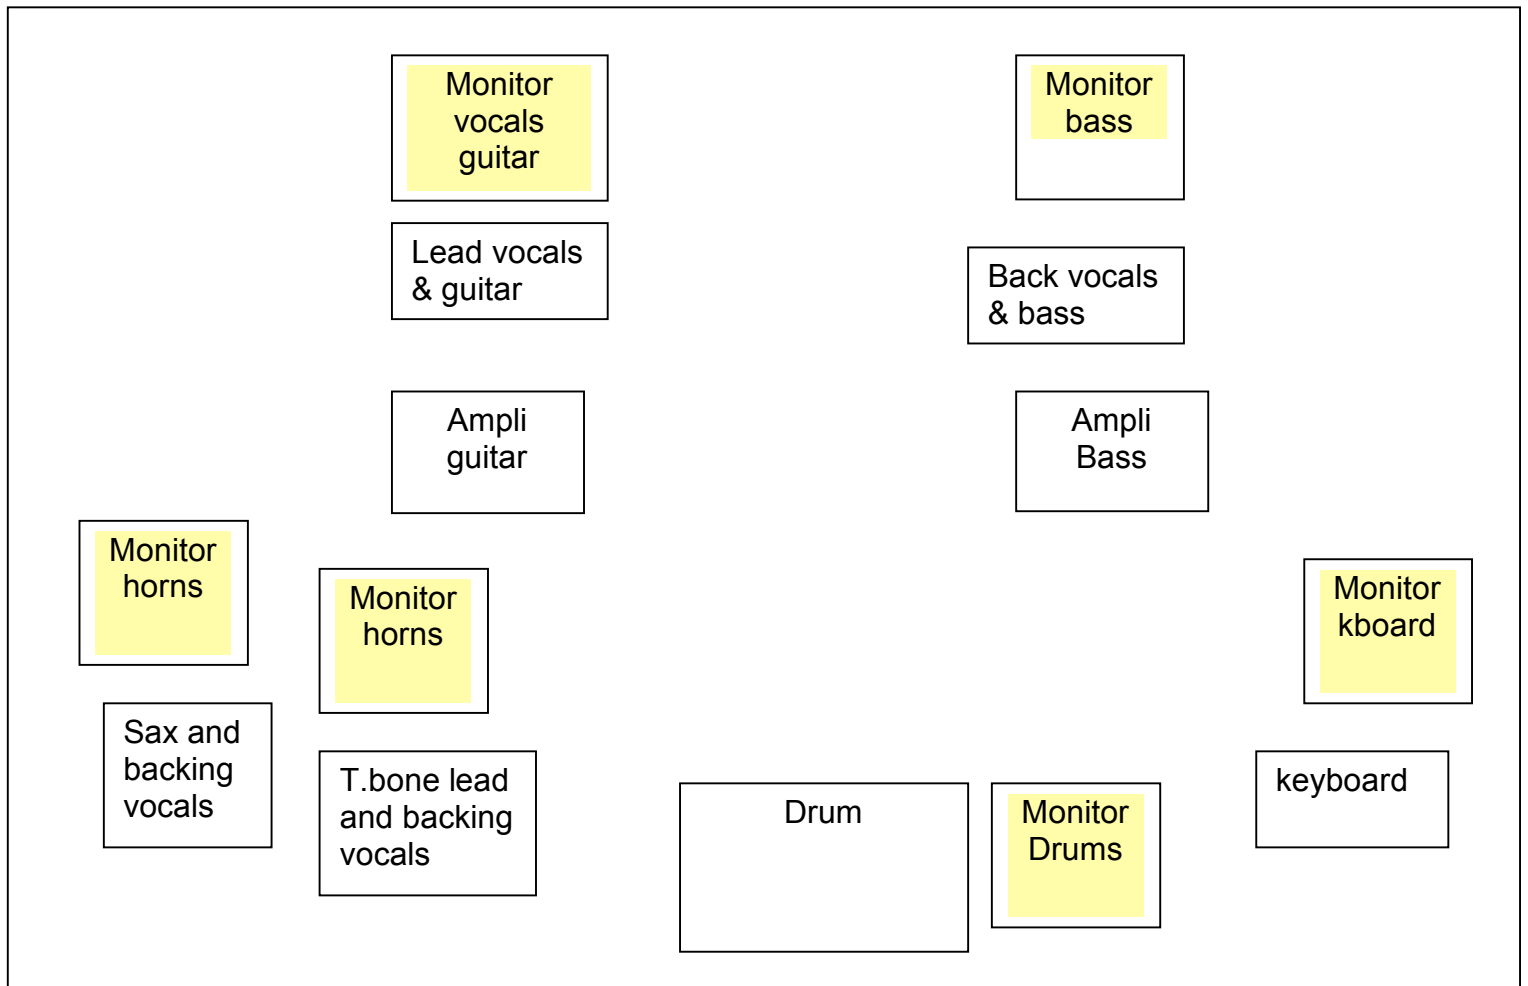 Monitor
vocals
guitar
Monitor
bass
Lead vocals
& guitar
Back vocals
& bass
Ampli
guitar
Ampli
Bass
Monitor
horns
Monitor
horns
Monitor
kboard
Sax and
backing
vocals
T.bone lead
and backing
vocals
Drum
Monitor
Drums
keyboard